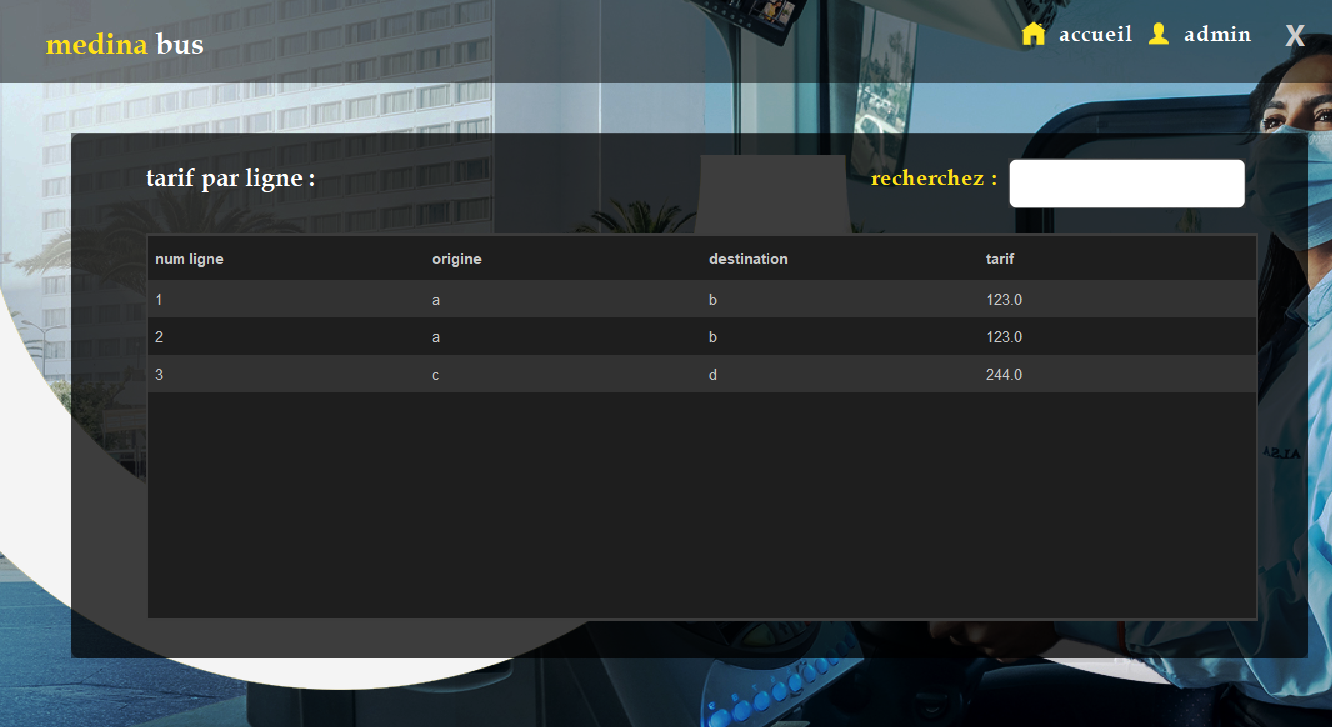 medina bus
accueil admin X
tarif par ligne : recherchez :
num ligne origine destination tarif
1 a b 123.0
2 a b 123.0
3 c d 244.0
ALSA